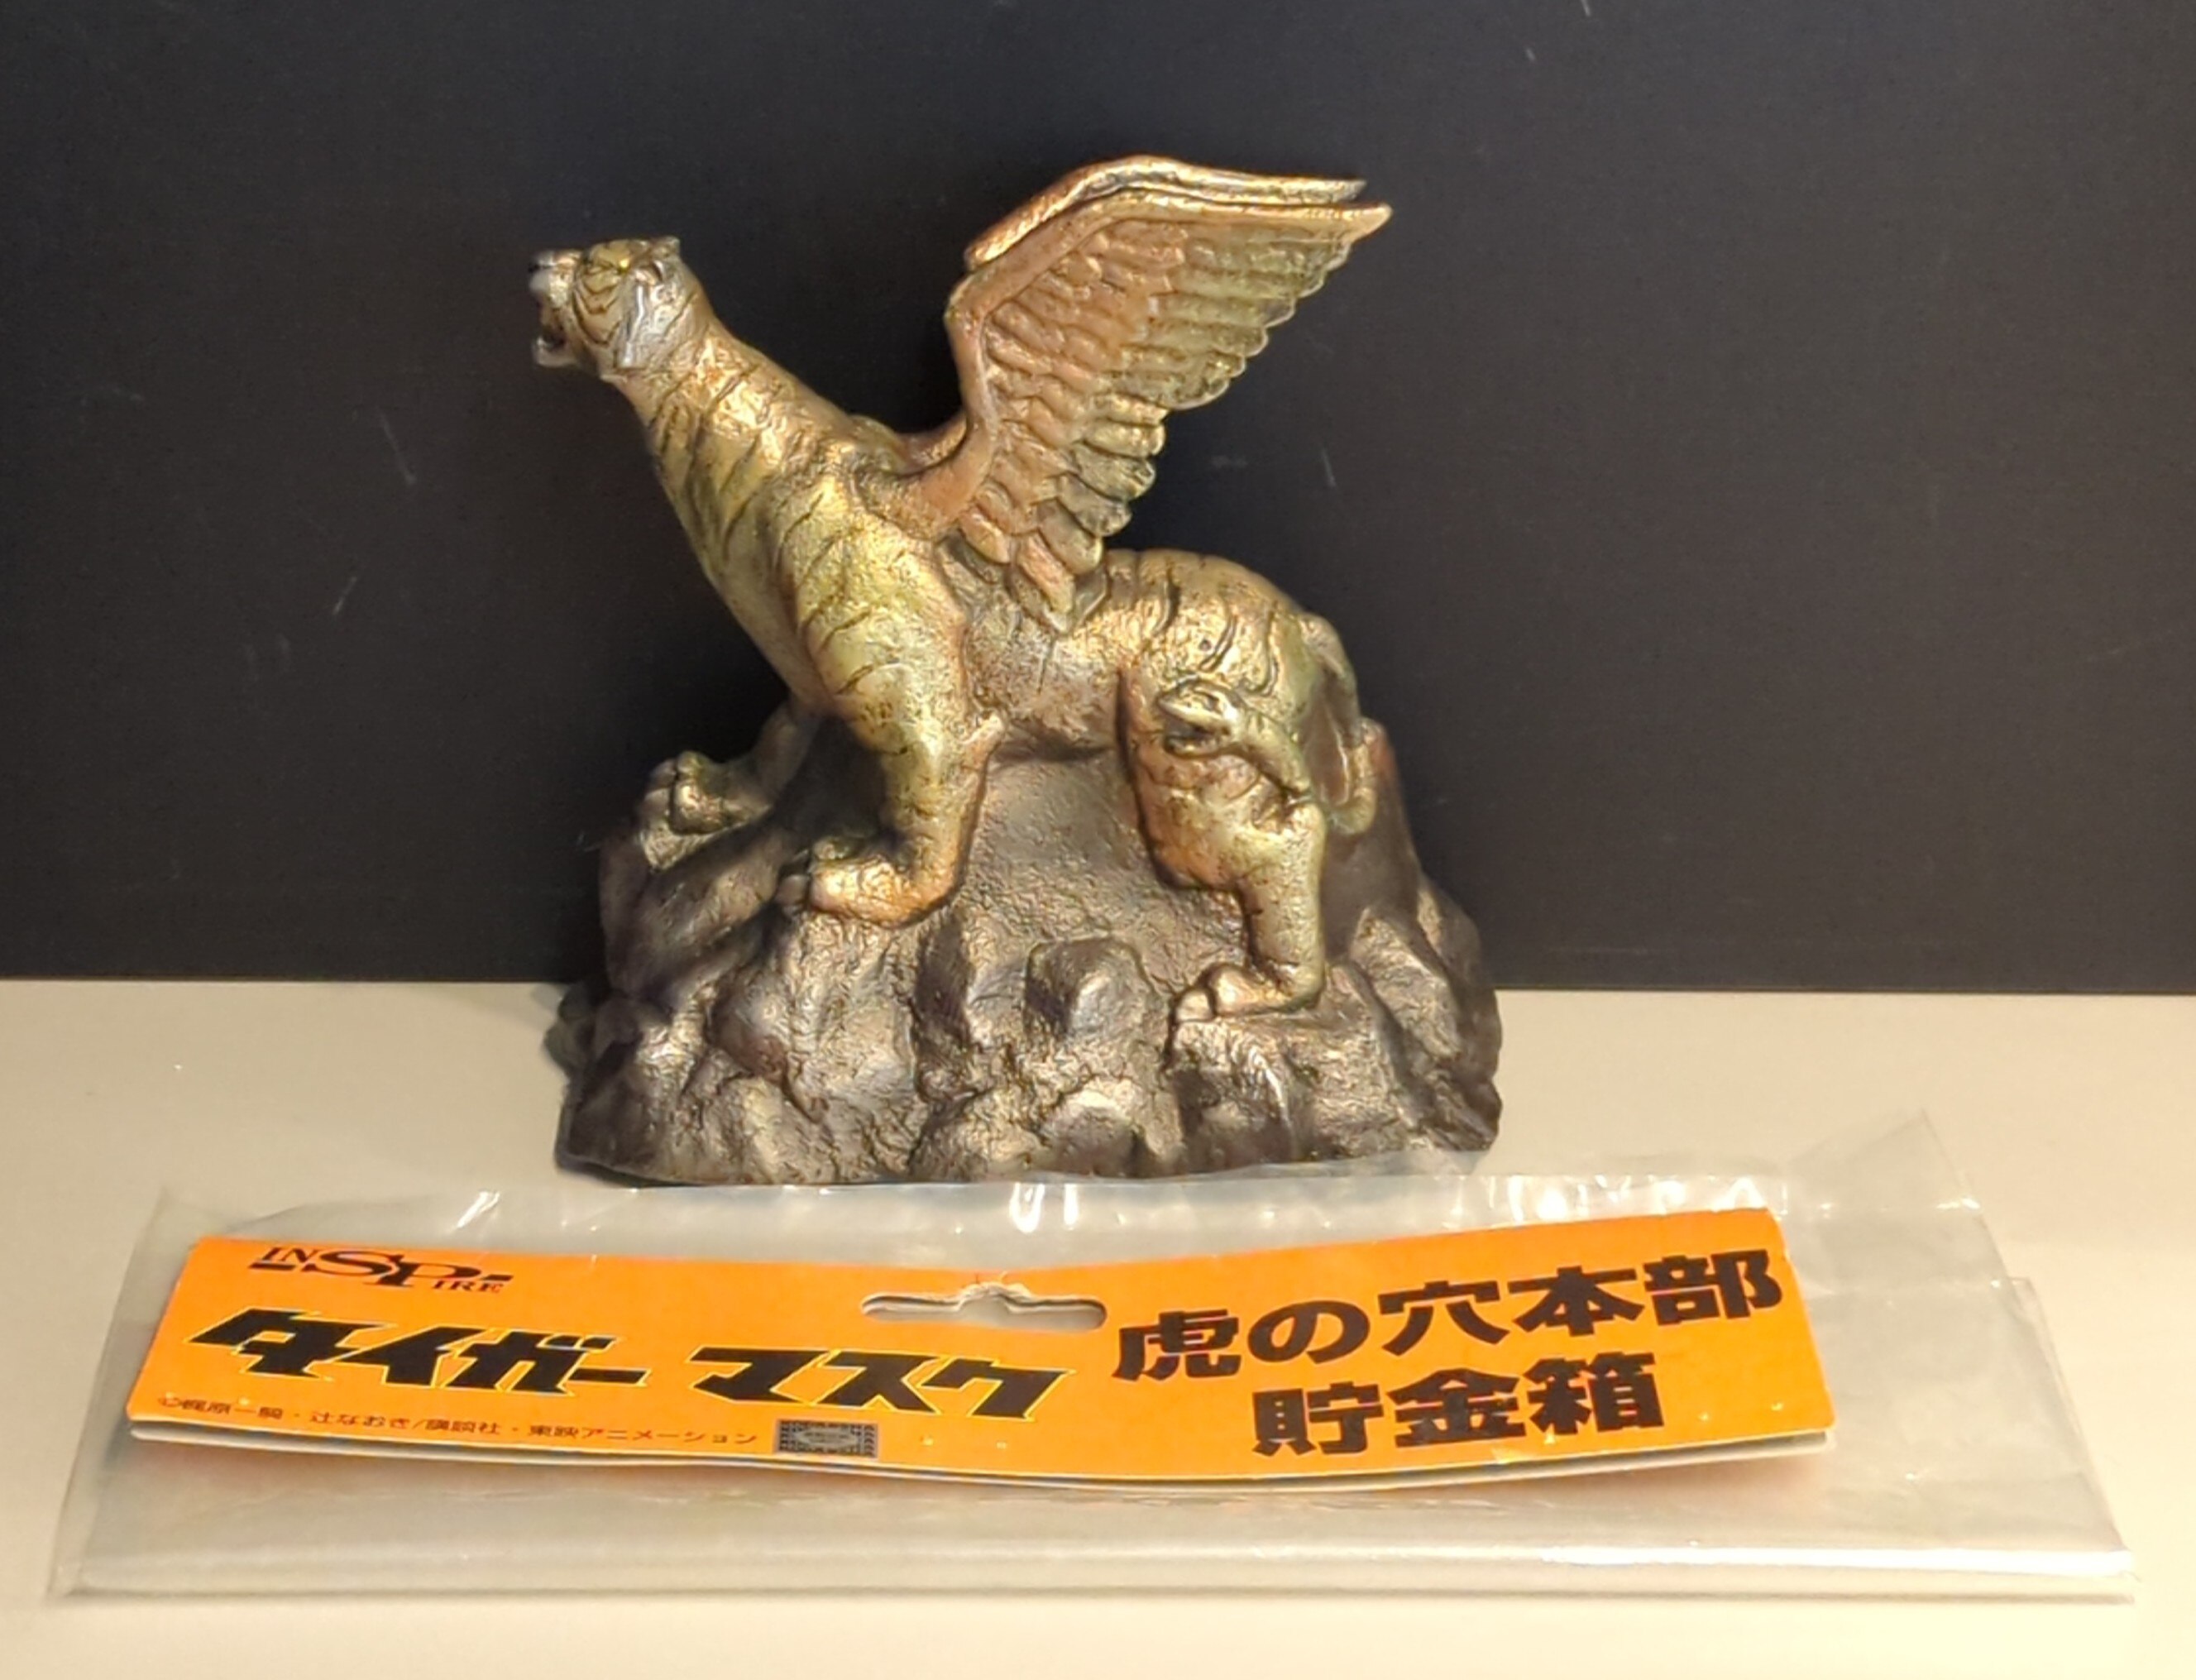 INSPIRE
タイガーマスク
©梶原一騎・辻なおき/講談社・東映アニメーション
虎の穴本部
貯金箱